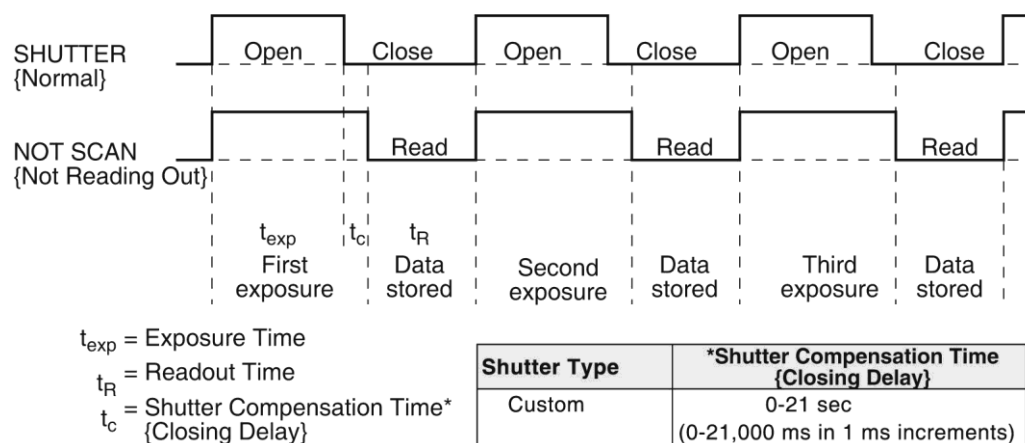 SHUTTER
{Normal}
Open Close Open Close Open Close
NOT SCAN
{Not Reading Out}
Read Read Read
t_exp t_c t_R
First exposure
Data stored
Second exposure
Data stored
Third exposure
Data stored
t_exp = Exposure Time
t_R = Readout Time
t_c = Shutter Compensation Time*
{Closing Delay}
Shutter Type
*Shutter Compensation Time
{Closing Delay}
Custom
0-21 sec
(0-21,000 ms in 1 ms increments)